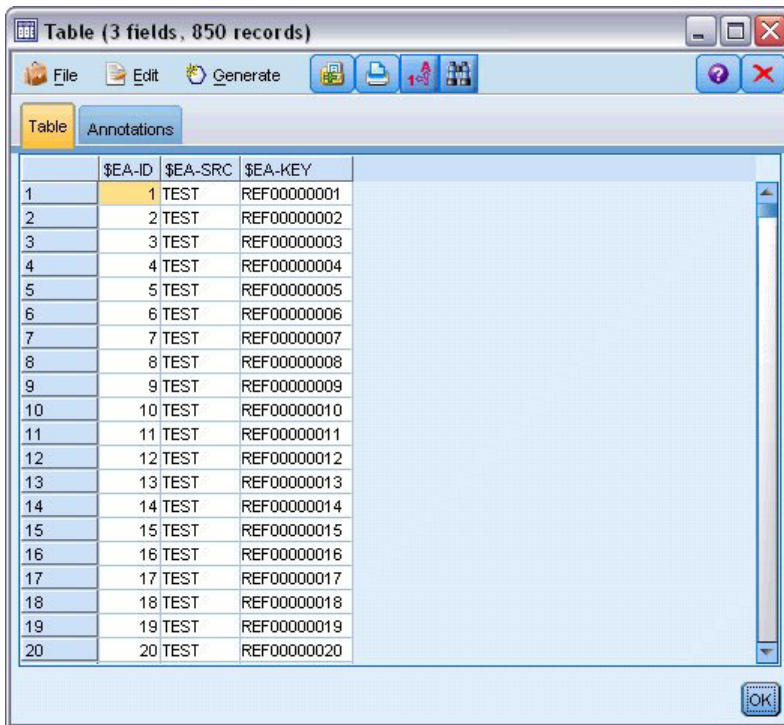 Table (3 fields, 850 records)
File Edit Generate
Table Annotations
$EA-ID $EA-SRC $EA-KEY
1 1 TEST REF00000001
2 2 TEST REF00000002
3 3 TEST REF00000003
4 4 TEST REF00000004
5 5 TEST REF00000005
6 6 TEST REF00000006
7 7 TEST REF00000007
8 8 TEST REF00000008
9 9 TEST REF00000009
10 10 TEST REF00000010
11 11 TEST REF00000011
12 12 TEST REF00000012
13 13 TEST REF00000013
14 14 TEST REF00000014
15 15 TEST REF00000015
16 16 TEST REF00000016
17 17 TEST REF00000017
18 18 TEST REF00000018
19 19 TEST REF00000019
20 20 TEST REF00000020
OK